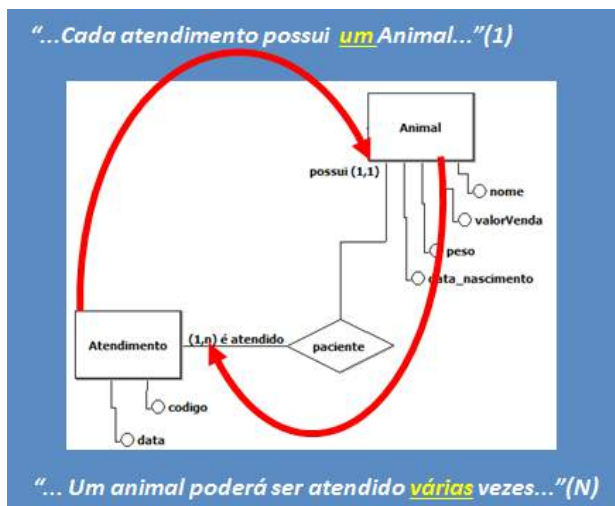 “...Cada atendimento possui um Animal...”(1)
Animal
possui (1,1)
nome
valorVenda
peso
data_nascimento
Atendimento
(1,n) é atendido
paciente
codigo
data
“... Um animal poderá ser atendido várias vezes...”(N)